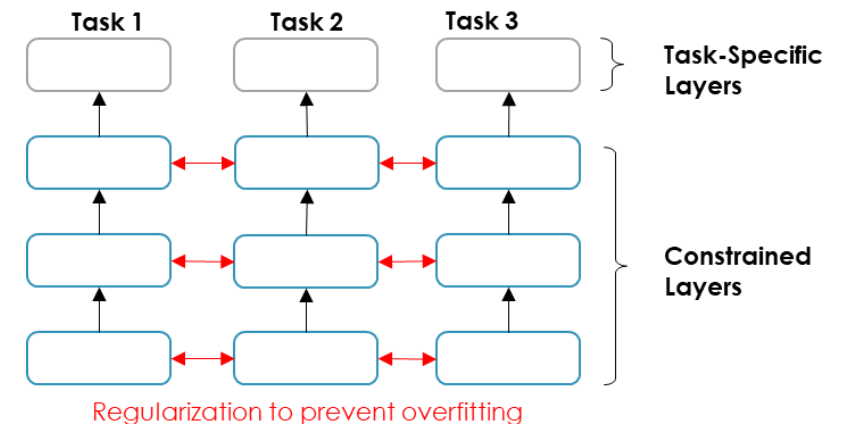 Task 1
Task 2
Task 3
Task-Specific
Layers
Constrained
Layers
Regularization to prevent overfitting